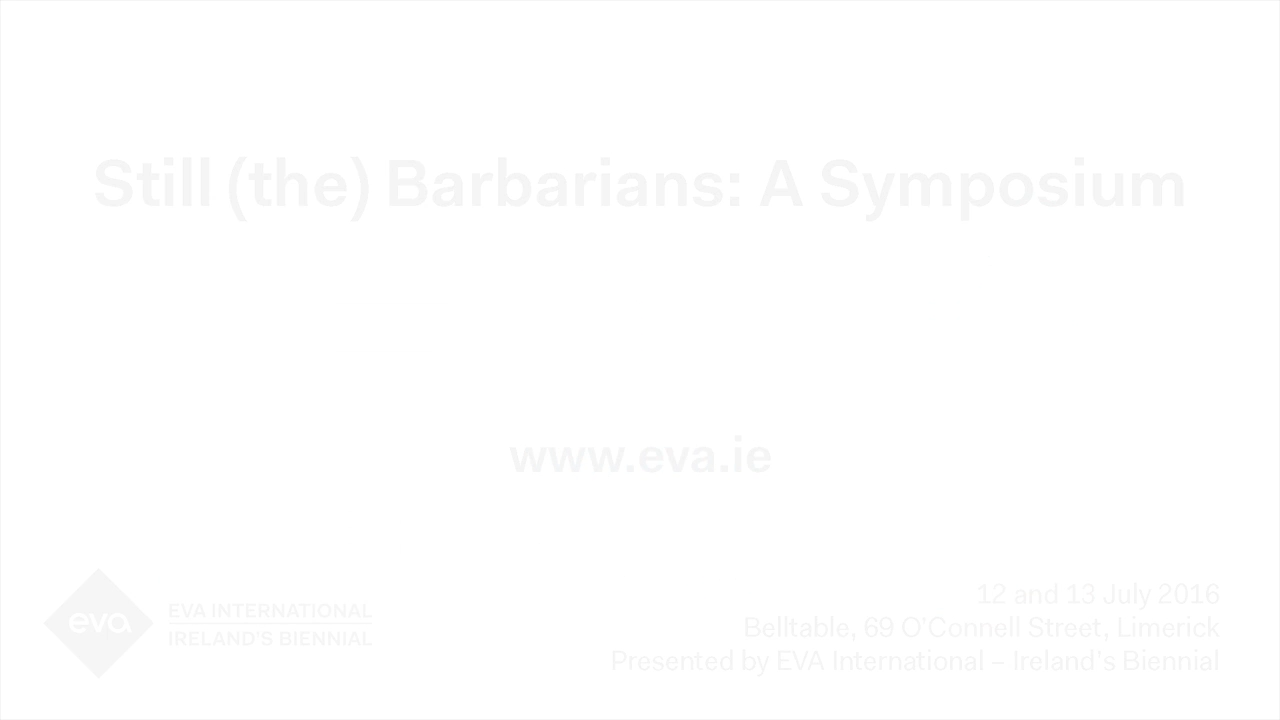 Still (the) Barbarians: A Symposium
www.eva.ie
eva
EVA INTERNATIONAL
IRELAND'S BIENNIAL
12 and 13 July 2016
Belltable, 69 O'Connell Street, Limerick
Presented by EVA International – Ireland's Biennial